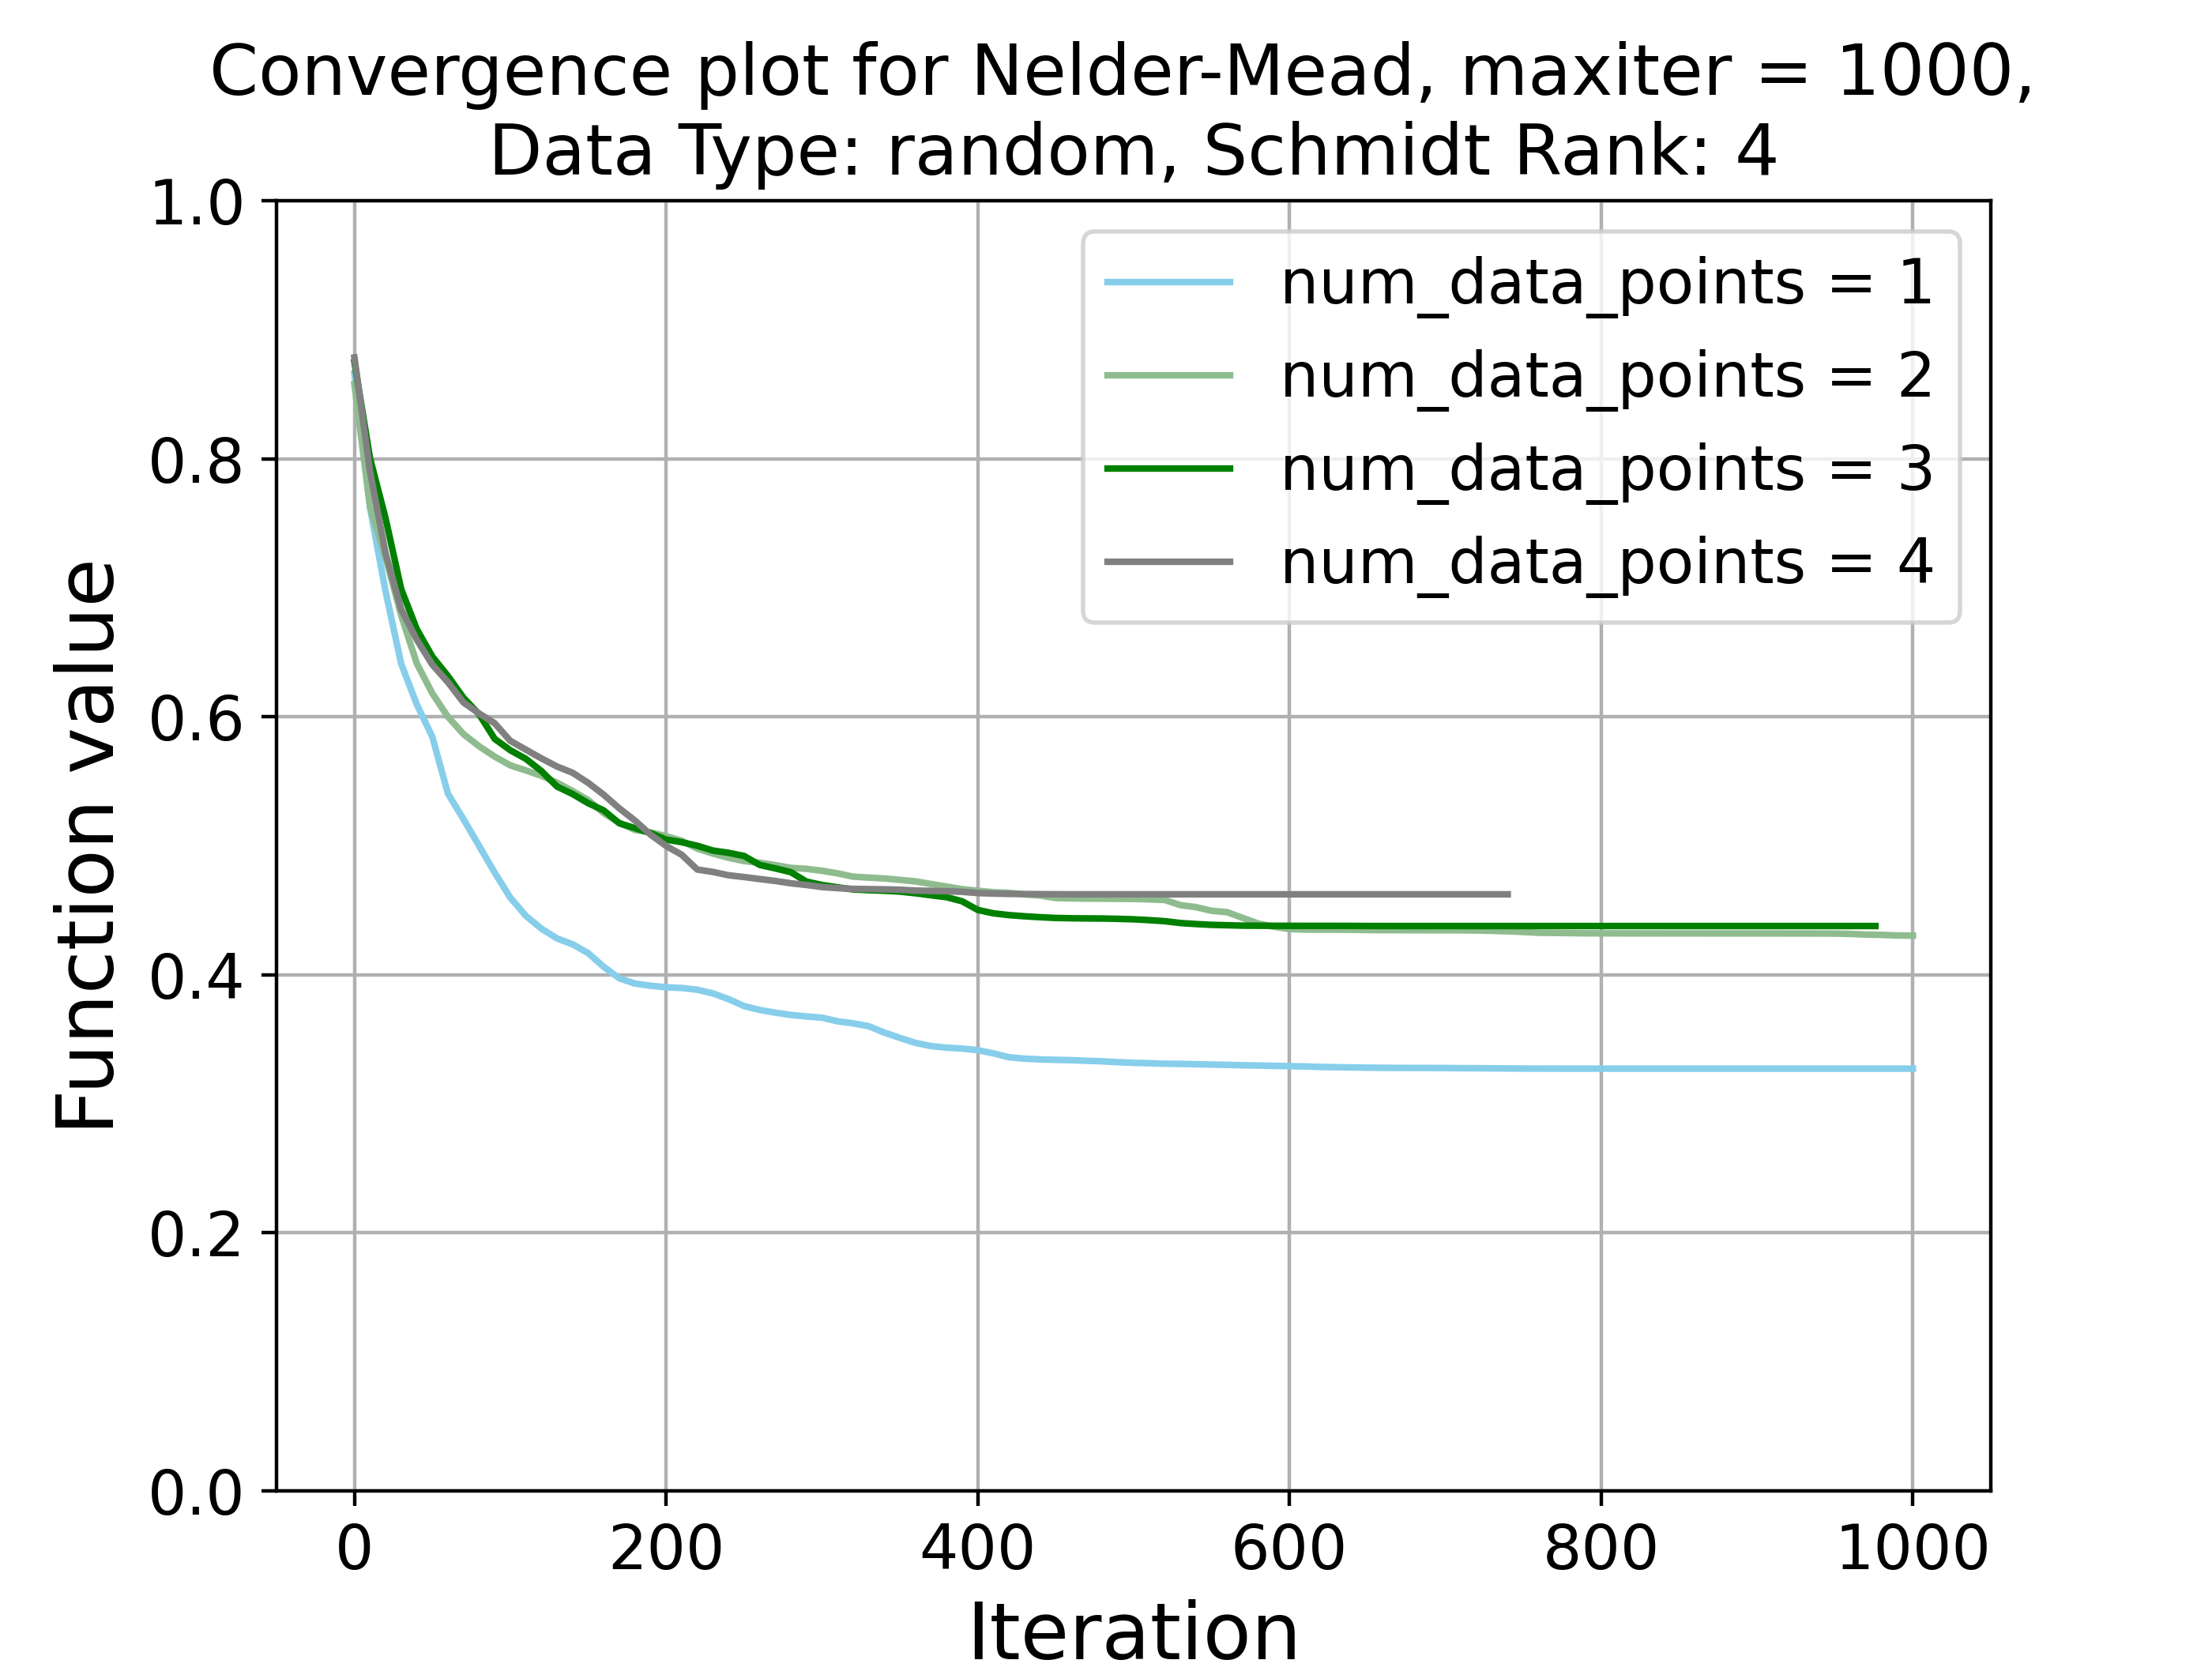 Convergence plot for Nelder-Mead, maxiter = 1000,
Data Type: random, Schmidt Rank: 4
1.0
0.8
0.6
0.4
0.2
0.0
Function value
num_data_points = 1
num_data_points = 2
num_data_points = 3
num_data_points = 4
0 200 400 600 800 1000
Iteration